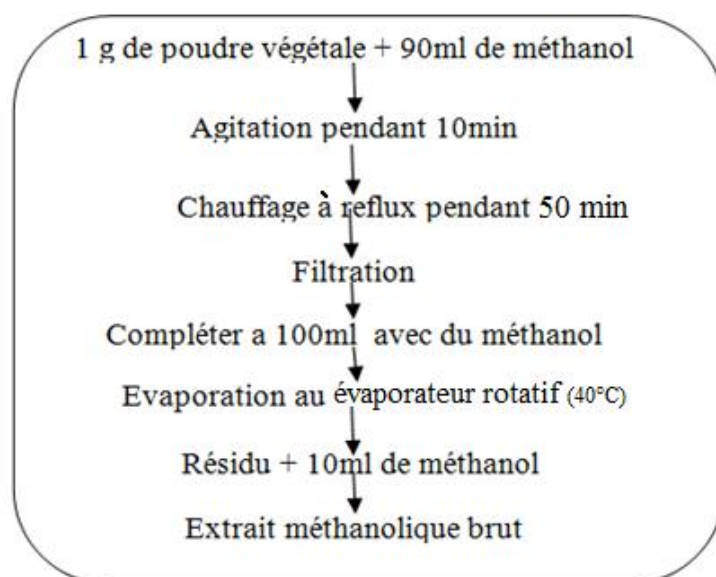 1 g de poudre végétale + 90ml de méthanol
Agitation pendant 10min
Chauffage à reflux pendant 50 min
Filtration
Compléter a 100ml avec du méthanol
Evaporation au évaporateur rotatif (40°C)
Résidu + 10ml de méthanol
Extrait méthanolique brut